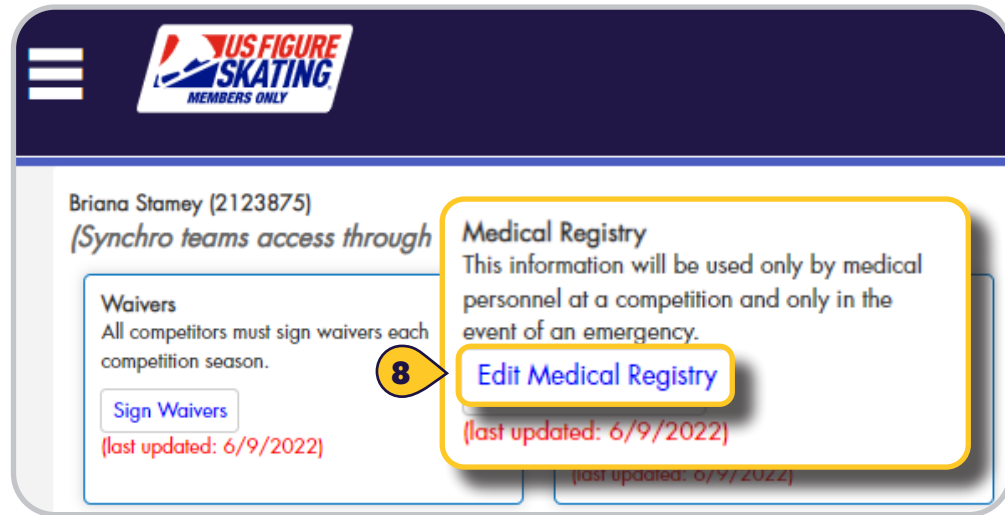 US FIGURE
SKATING
MEMBERS ONLY
Briana Stamey (2123875)
(Synchro teams access through
Waivers
All competitors must sign waivers each
competition season.
Sign Waivers
(last updated: 6/9/2022)
Medical Registry
This information will be used only by medical
personnel at a competition and only in the
event of an emergency.
8
Edit Medical Registry
(last updated: 6/9/2022)
(last updated: 6/9/2022)